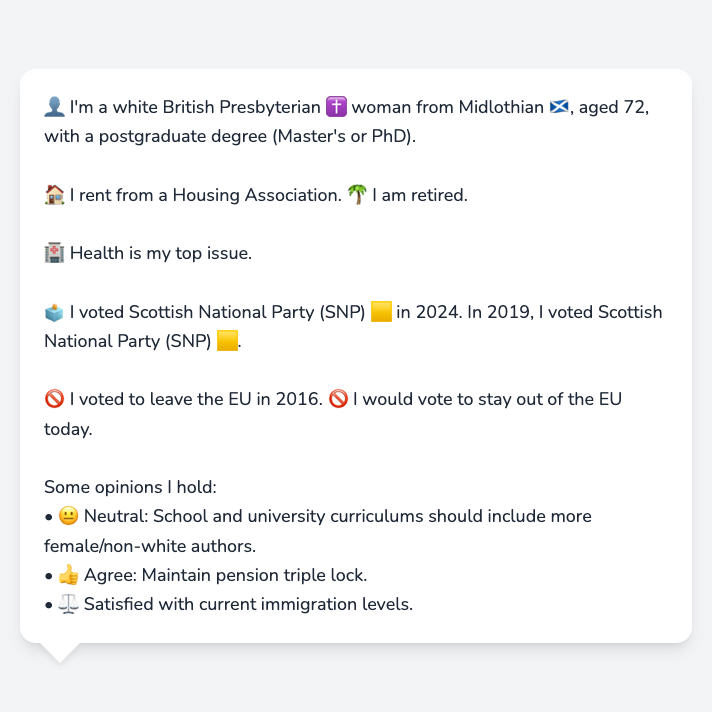 👤 I'm a white British Presbyterian ✝️ woman from Midlothian 🏴󠁧󠁢󠁳󠁣󠁴󠁿, aged 72,
with a postgraduate degree (Master's or PhD).
🏠 I rent from a Housing Association. 🌴 I am retired.
🏥 Health is my top issue.
🗳️ I voted Scottish National Party (SNP) 🟨 in 2024. In 2019, I voted Scottish
National Party (SNP) 🟨.
🚫 I voted to leave the EU in 2016. 🚫 I would vote to stay out of the EU
today.
Some opinions I hold:
• 😐 Neutral: School and university curriculums should include more
female/non-white authors.
• 👍 Agree: Maintain pension triple lock.
• ⚖️ Satisfied with current immigration levels.